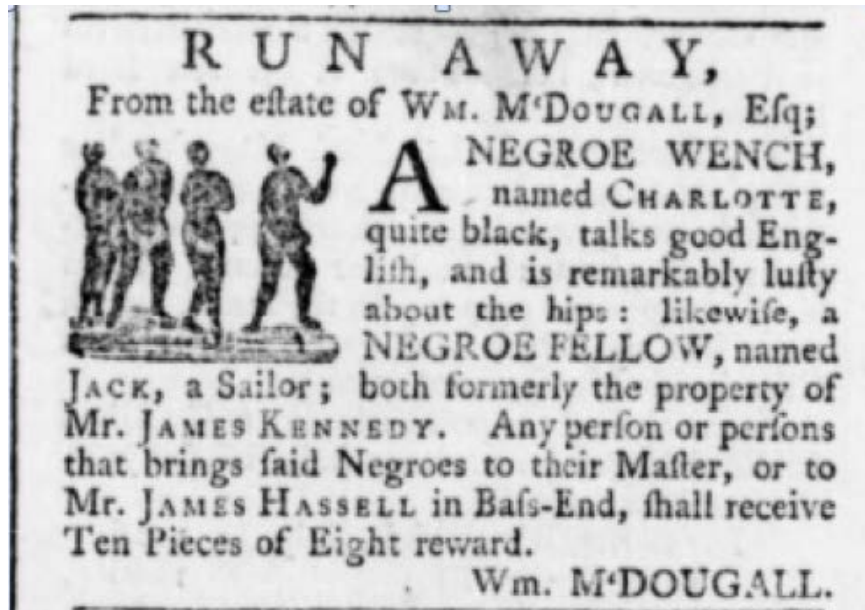 RUN AWAY,
From the eſtate of WM. M‘DOUGALL, Eſq;
A NEGROE WENCH,
named CHARLOTTE,
quite black, talks good Eng-
liſh, and is remarkably luſty
about the hips: likewiſe, a
NEGROE FELLOW, named
JACK, a Sailor; both formerly the property of
Mr. JAMES KENNEDY. Any perſon or perſons
that brings ſaid Negroes to their Maſter, or to
Mr. JAMES HASSELL in Baſs-End, ſhall receive
Ten Pieces of Eight reward.
Wm. M‘DOUGALL.